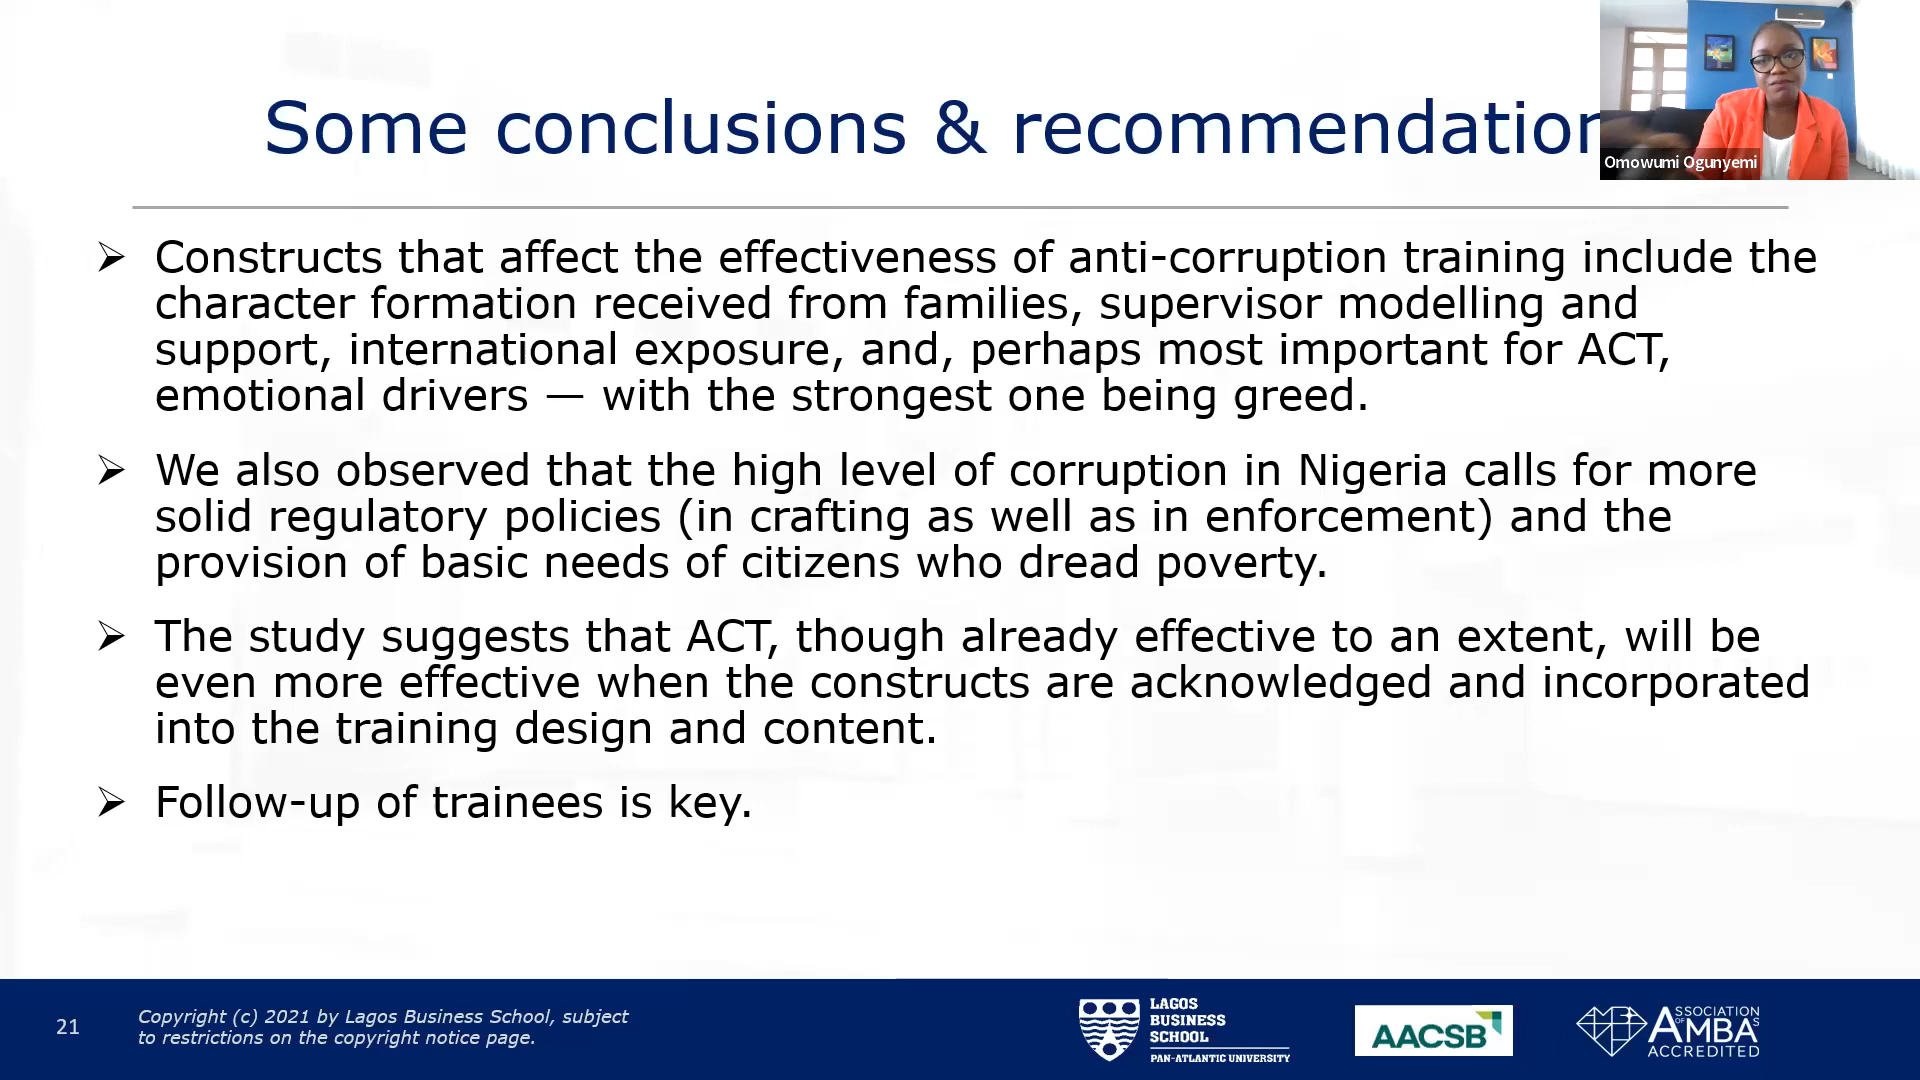 Some conclusions & recommendation
Omowumi Ogunyemi
➢ Constructs that affect the effectiveness of anti-corruption training include the
character formation received from families, supervisor modelling and
support, international exposure, and, perhaps most important for ACT,
emotional drivers — with the strongest one being greed.
➢ We also observed that the high level of corruption in Nigeria calls for more
solid regulatory policies (in crafting as well as in enforcement) and the
provision of basic needs of citizens who dread poverty.
➢ The study suggests that ACT, though already effective to an extent, will be
even more effective when the constructs are acknowledged and incorporated
into the training design and content.
➢ Follow-up of trainees is key.
21
Copyright (c) 2021 by Lagos Business School, subject
to restrictions on the copyright notice page.
LAGOS
BUSINESS
SCHOOL
PAN-ATLANTIC UNIVERSITY
AACSB
ASSOCIATION
OF AMBAs
ACCREDITED